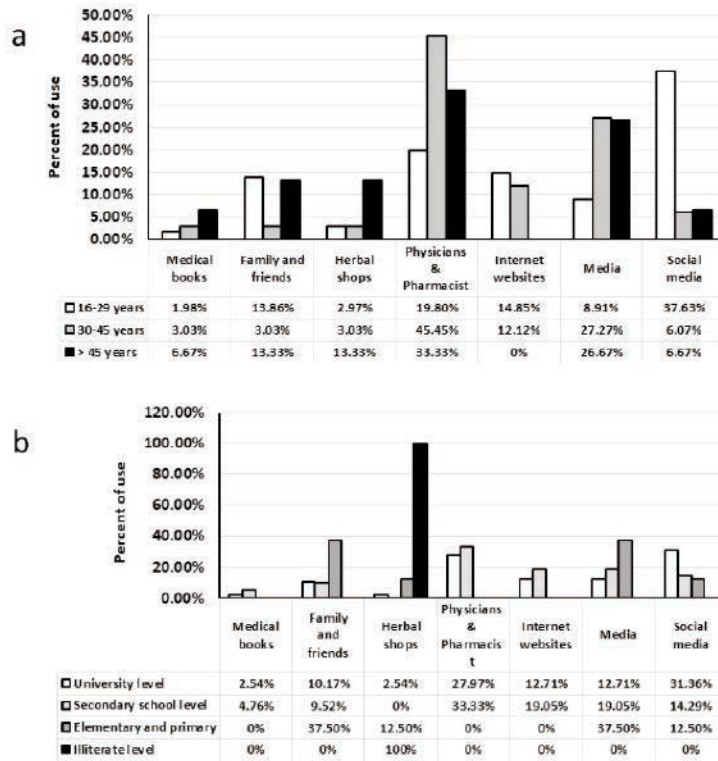 a
50.00%
45.00%
40.00%
35.00%
30.00%
25.00%
20.00%
15.00%
10.00%
5.00%
0.00%
Percent of use
Medical books Family and friends Herbal shops Physicians & Pharmacist Internet websites Media Social media
16-29 years 1.98% 13.86% 2.97% 19.80% 14.85% 8.91% 37.63%
30-45 years 3.03% 3.03% 3.03% 45.45% 12.12% 27.27% 6.07%
> 45 years 6.67% 13.33% 13.33% 33.33% 0% 26.67% 6.67%
b
120.00%
100.00%
80.00%
60.00%
40.00%
20.00%
0.00%
Percent of use
Medical books Family and friends Herbal shops Physicians & Pharmacist Internet websites Media Social media
University level 2.54% 10.17% 2.54% 27.97% 12.71% 12.71% 31.36%
Secondary school level 4.76% 9.52% 0% 33.33% 19.05% 19.05% 14.29%
Elementary and primary 0% 37.50% 12.50% 0% 0% 37.50% 12.50%
Illiterate level 0% 0% 100% 0% 0% 0% 0%